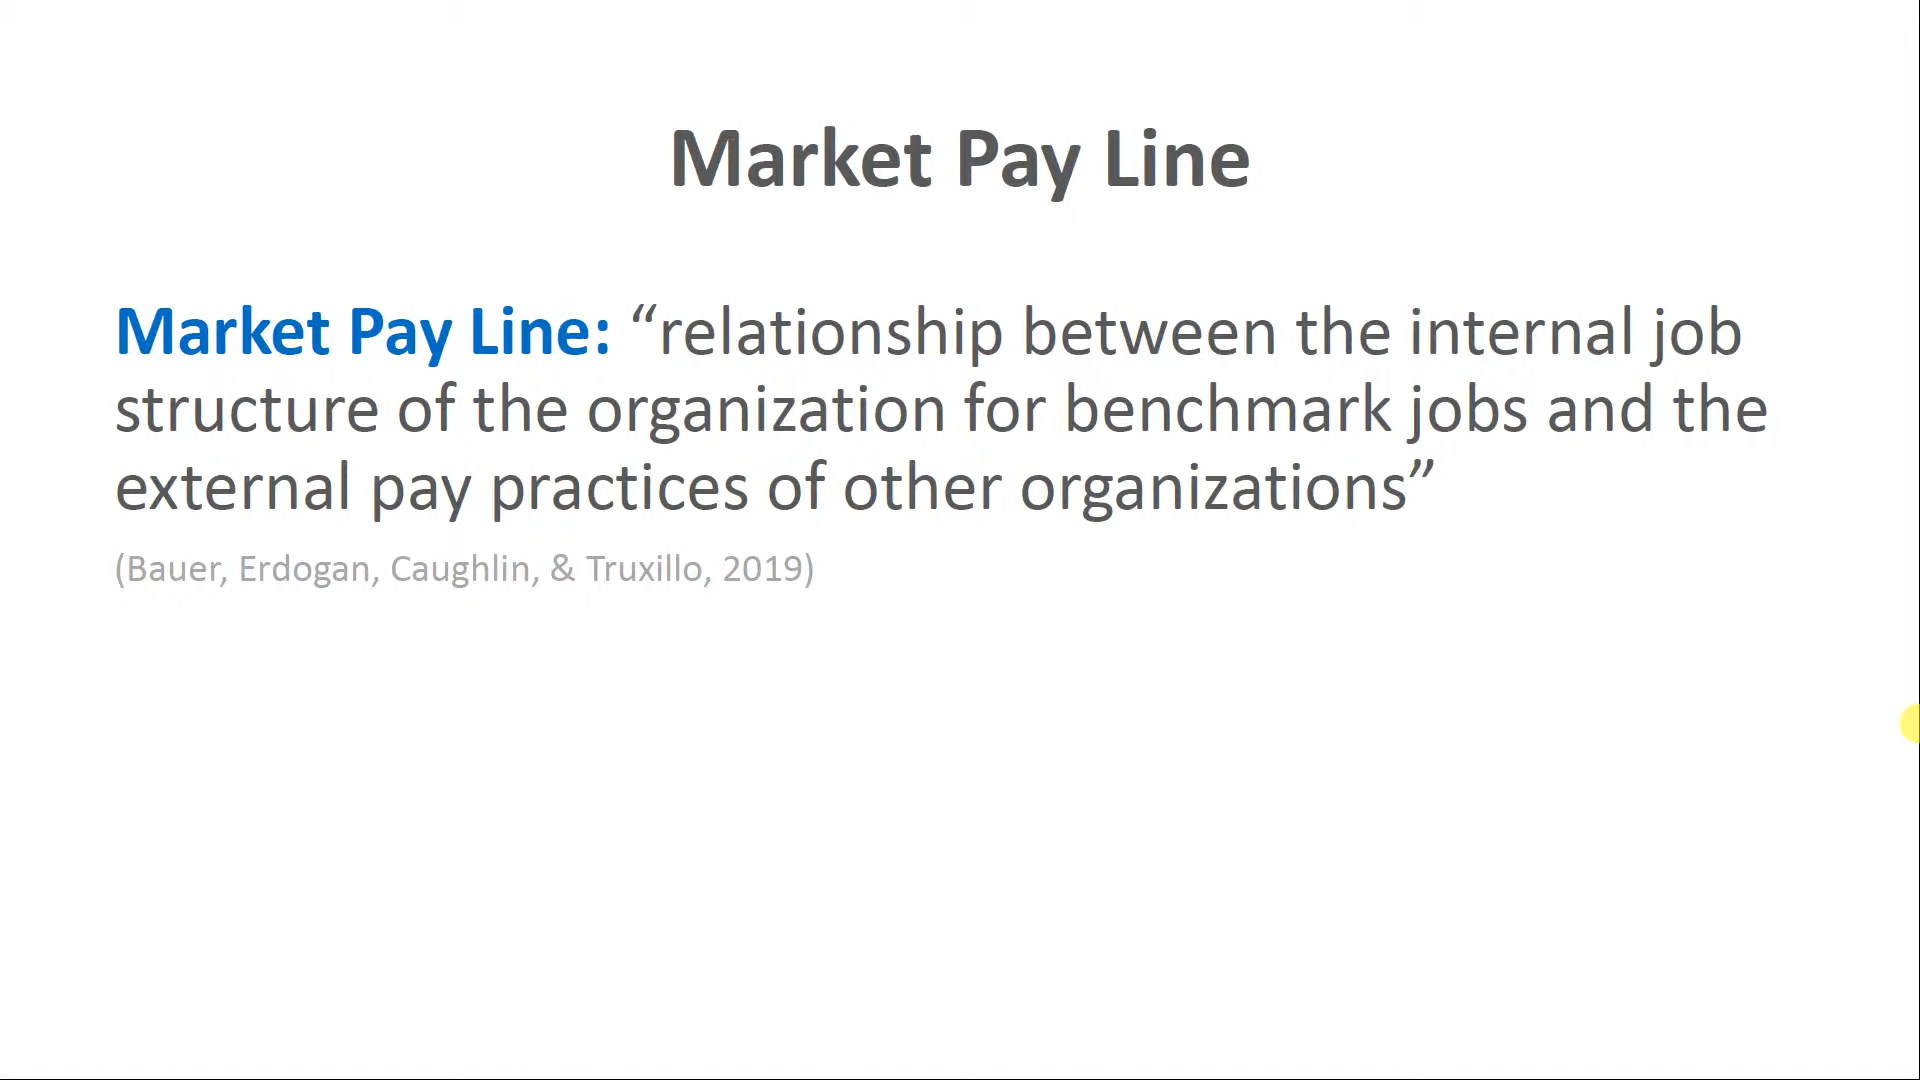 Market Pay Line
Market Pay Line: “relationship between the internal job
structure of the organization for benchmark jobs and the
external pay practices of other organizations”
(Bauer, Erdogan, Caughlin, & Truxillo, 2019)